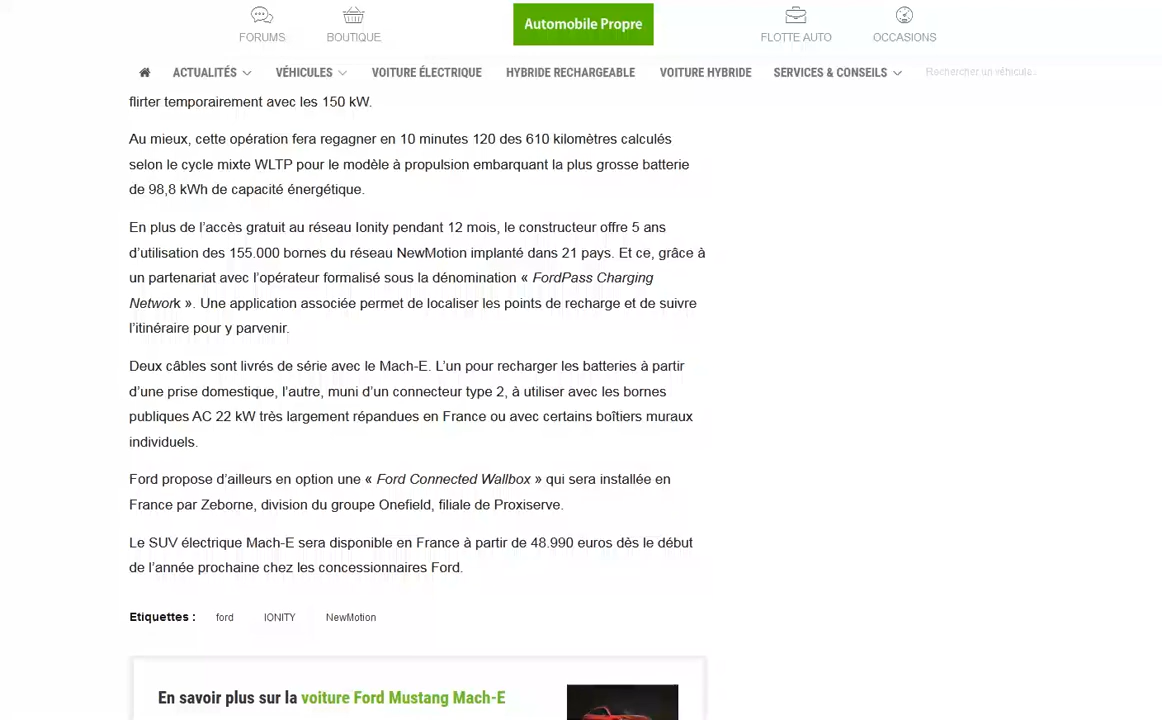 FORUMS
BOUTIQUE
Automobile Propre
FLOTTE AUTO
OCCASIONS
ACTUALITÉS
VÉHICULES
VOITURE ÉLECTRIQUE
HYBRIDE RECHARGEABLE
VOITURE HYBRIDE
SERVICES & CONSEILS
Rechercher un véhicule..
flirter temporairement avec les 150 kW.
Au mieux, cette opération fera regagner en 10 minutes 120 des 610 kilomètres calculés
selon le cycle mixte WLTP pour le modèle à propulsion embarquant la plus grosse batterie
de 98,8 kWh de capacité énergétique.
En plus de l’accès gratuit au réseau Ionity pendant 12 mois, le constructeur offre 5 ans
d’utilisation des 155.000 bornes du réseau NewMotion implanté dans 21 pays. Et ce, grâce à
un partenariat avec l’opérateur formalisé sous la dénomination « FordPass Charging
Network ». Une application associée permet de localiser les points de recharge et de suivre
l’itinéraire pour y parvenir.
Deux câbles sont livrés de série avec le Mach-E. L’un pour recharger les batteries à partir
d’une prise domestique, l’autre, muni d’un connecteur type 2, à utiliser avec les bornes
publiques AC 22 kW très largement répandues en France ou avec certains boîtiers muraux
individuels.
Ford propose d’ailleurs en option une « Ford Connected Wallbox » qui sera installée en
France par Zeborne, division du groupe Onefield, filiale de Proxiserve.
Le SUV électrique Mach-E sera disponible en France à partir de 48.990 euros dès le début
de l’année prochaine chez les concessionnaires Ford.
Etiquettes : ford IONITY NewMotion
En savoir plus sur la voiture Ford Mustang Mach-E